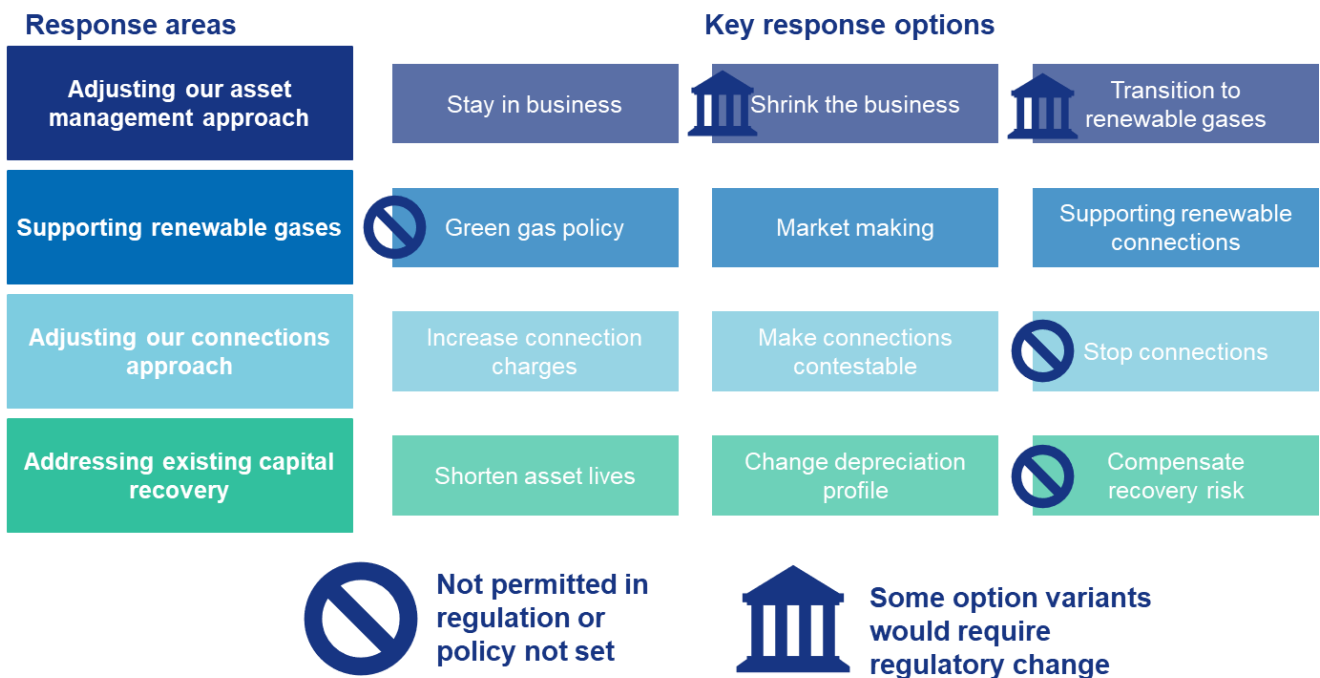 Response areas
Key response options
Adjusting our asset
management approach
Stay in business
Shrink the business
Transition to
renewable gases
Supporting renewable gases
Green gas policy
Market making
Supporting renewable
connections
Adjusting our connections
approach
Increase connection
charges
Make connections
contestable
Stop connections
Addressing existing capital
recovery
Shorten asset lives
Change depreciation
profile
Compensate
recovery risk
Not permitted in
regulation or
policy not set
Some option variants
would require
regulatory change